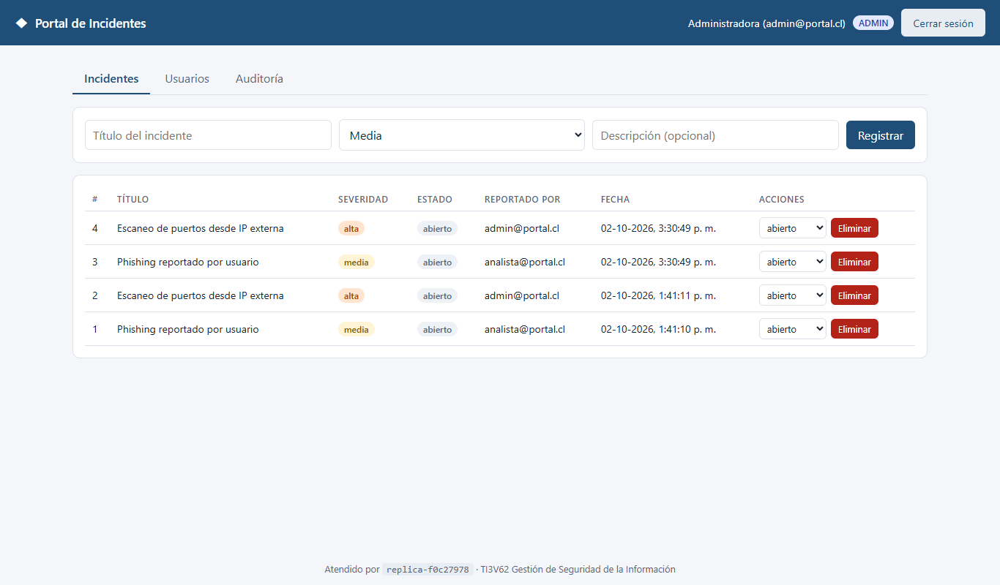 ◆ Portal de Incidentes Administradora (admin@portal.cl) ADMIN Cerrar sesión
Incidentes Usuarios Auditoría
Título del incidente Media Descripción (opcional) Registrar
# TÍTULO SEVERIDAD ESTADO REPORTADO POR FECHA ACCIONES
4 Escaneo de puertos desde IP externa alta abierto admin@portal.cl 02-10-2026, 3:30:49 p. m. abierto Eliminar
3 Phishing reportado por usuario media abierto analista@portal.cl 02-10-2026, 3:30:49 p. m. abierto Eliminar
2 Escaneo de puertos desde IP externa alta abierto admin@portal.cl 02-10-2026, 1:41:11 p. m. abierto Eliminar
1 Phishing reportado por usuario media abierto analista@portal.cl 02-10-2026, 1:41:10 p. m. abierto Eliminar
Atendido por replica-f0c27978 · TI3V62 Gestión de Seguridad de la Información